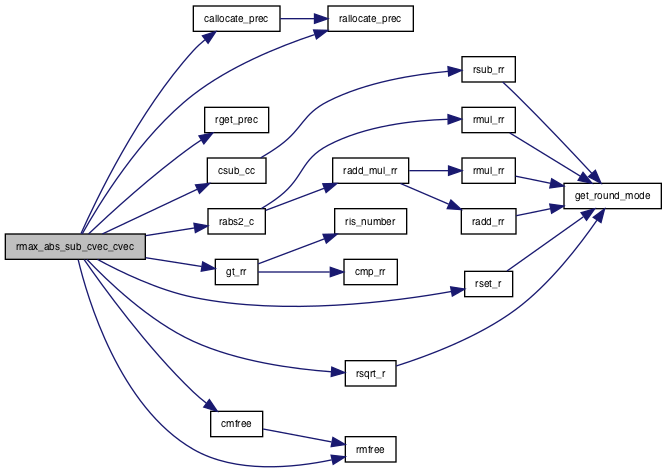 callocate_prec
rallocate_prec
rsub_rr
rget_prec
rmul_rr
csub_cc
radd_mul_rr
rmul_rr
get_round_mode
rabs2_c
ris_number
radd_rr
rmax_abs_sub_cvec_cvec
gt_rr
cmp_rr
rset_r
rsqrt_r
cmfree
rmfree